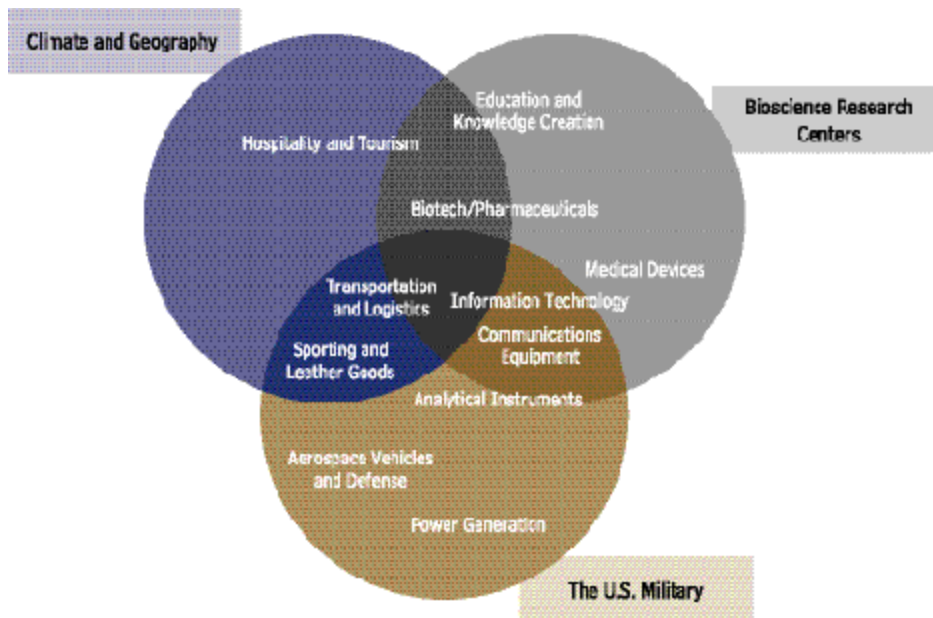 Climate and Geography
Education and
Knowledge Creation
Bioscience Research
Centers
Hospitality and Tourism
Biotech/Pharmaceuticals
Medical Devices
Transportation
and Logistics
Information Technology
Communications
Equipment
Sporting and
Leather Goods
Analytical Instruments
Aerospace Vehicles
and Defense
Power Generation
The U.S. Military